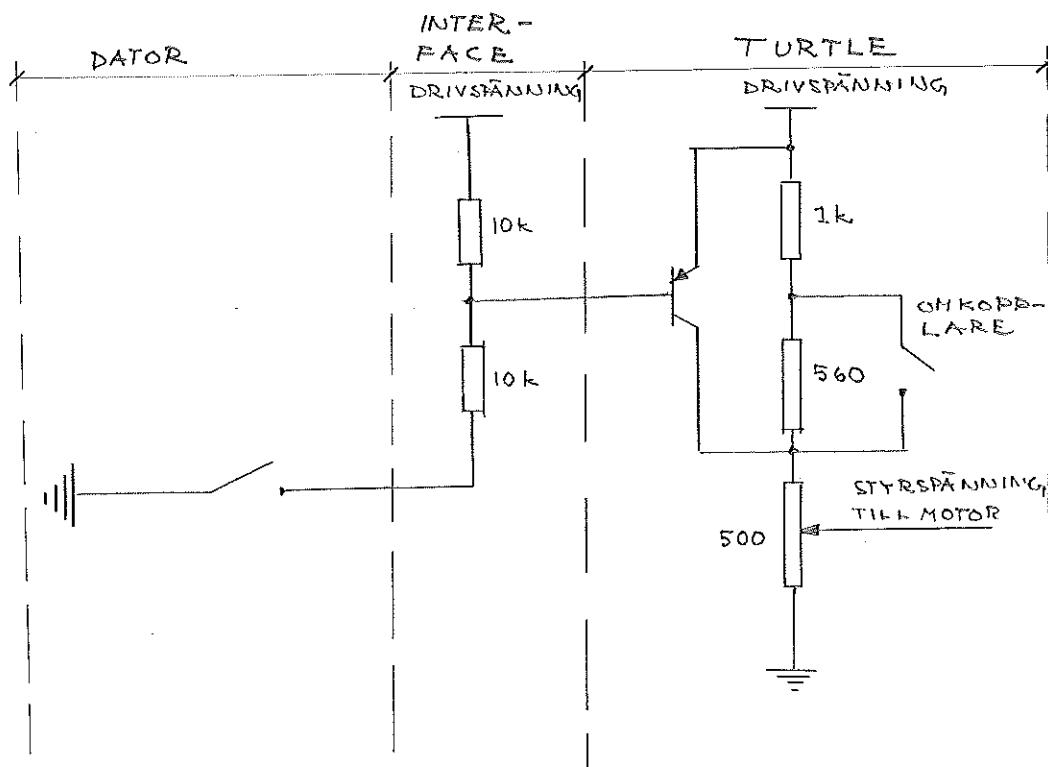 DATOR
INTER-
FACE
TURTLE
DRIVSPÄNNING
DRIVSPÄNNING
10k
1k
OMKOPP-
LARE
10k
560
STYRSPÄNNING
TILL MOTOR
500